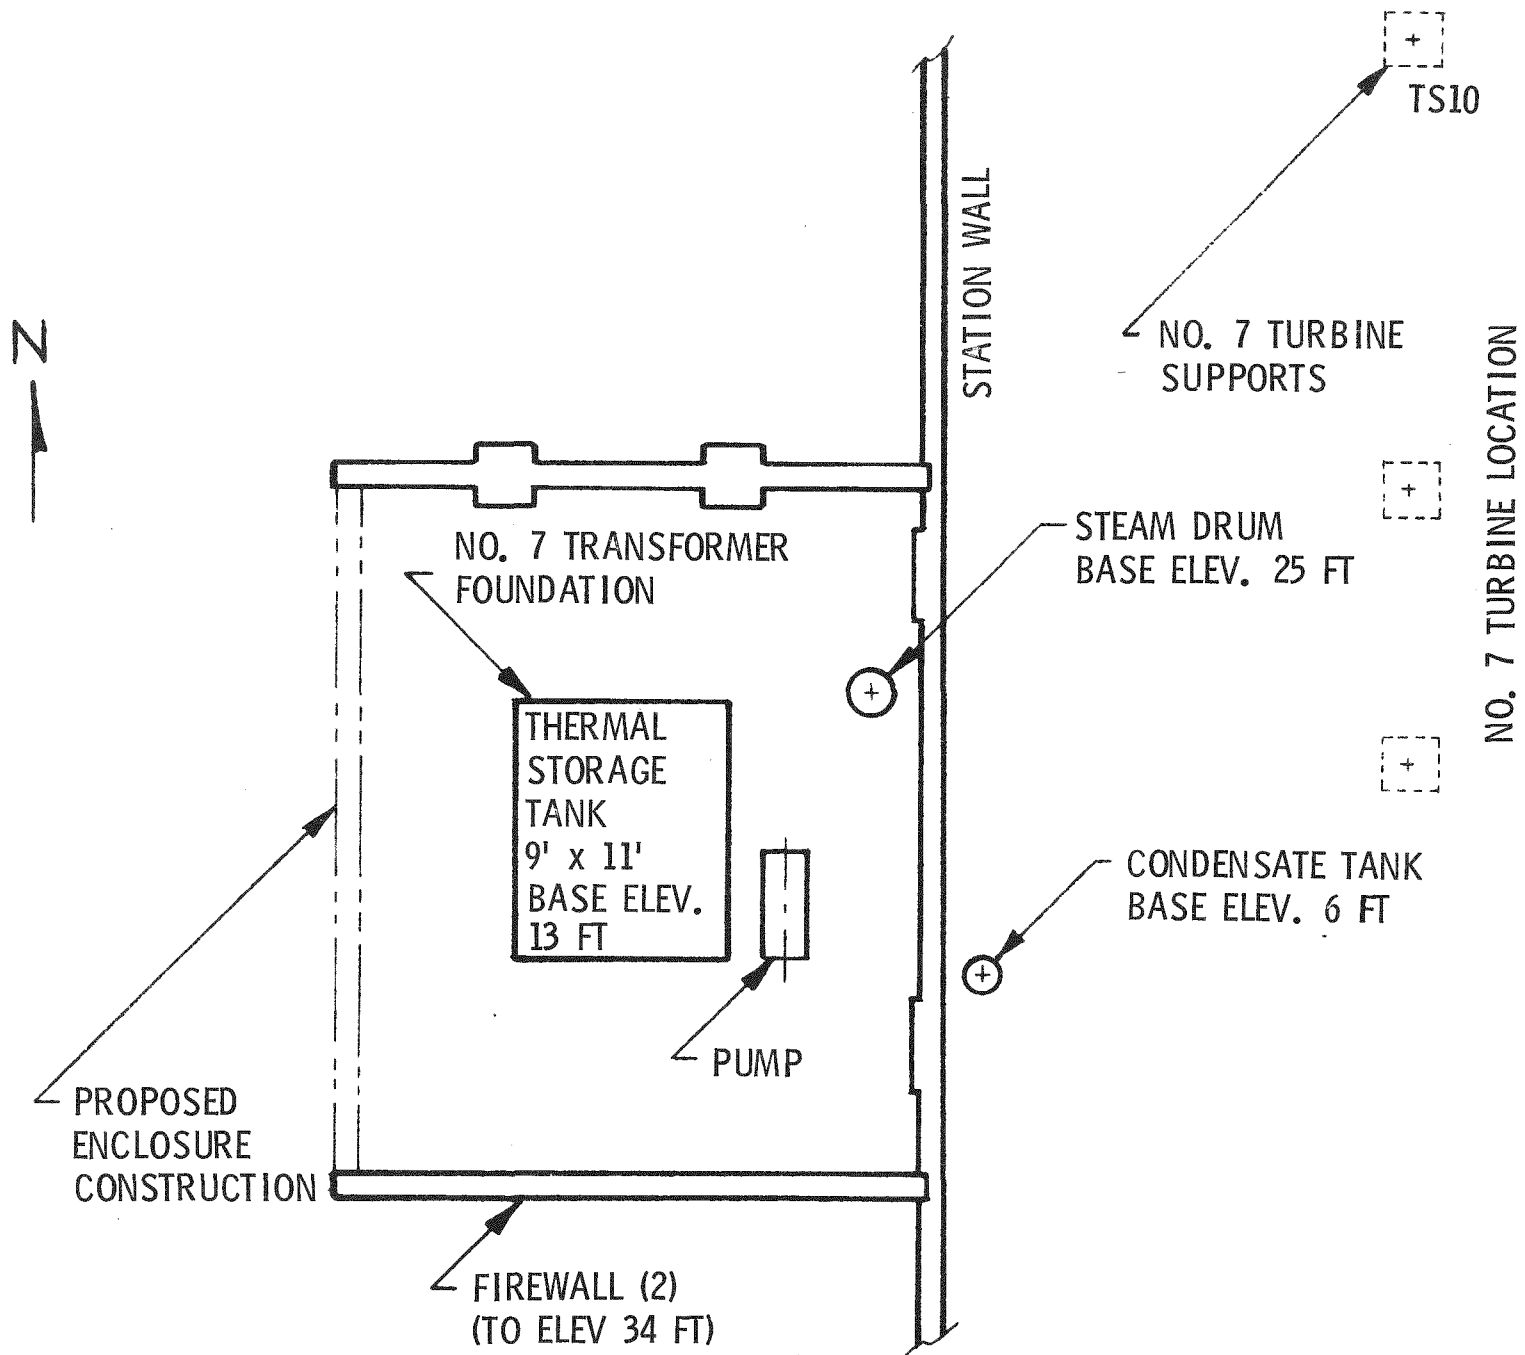 TS10
STATION WALL
N
NO. 7 TURBINE
SUPPORTS
NO. 7 TURBINE LOCATION
STEAM DRUM
BASE ELEV. 25 FT
NO. 7 TRANSFORMER
FOUNDATION
THERMAL
STORAGE
TANK
9' x 11'
BASE ELEV.
13 FT
CONDENSATE TANK
BASE ELEV. 6 FT
PUMP
PROPOSED
ENCLOSURE
CONSTRUCTION
FIREWALL (2)
(TO ELEV 34 FT)